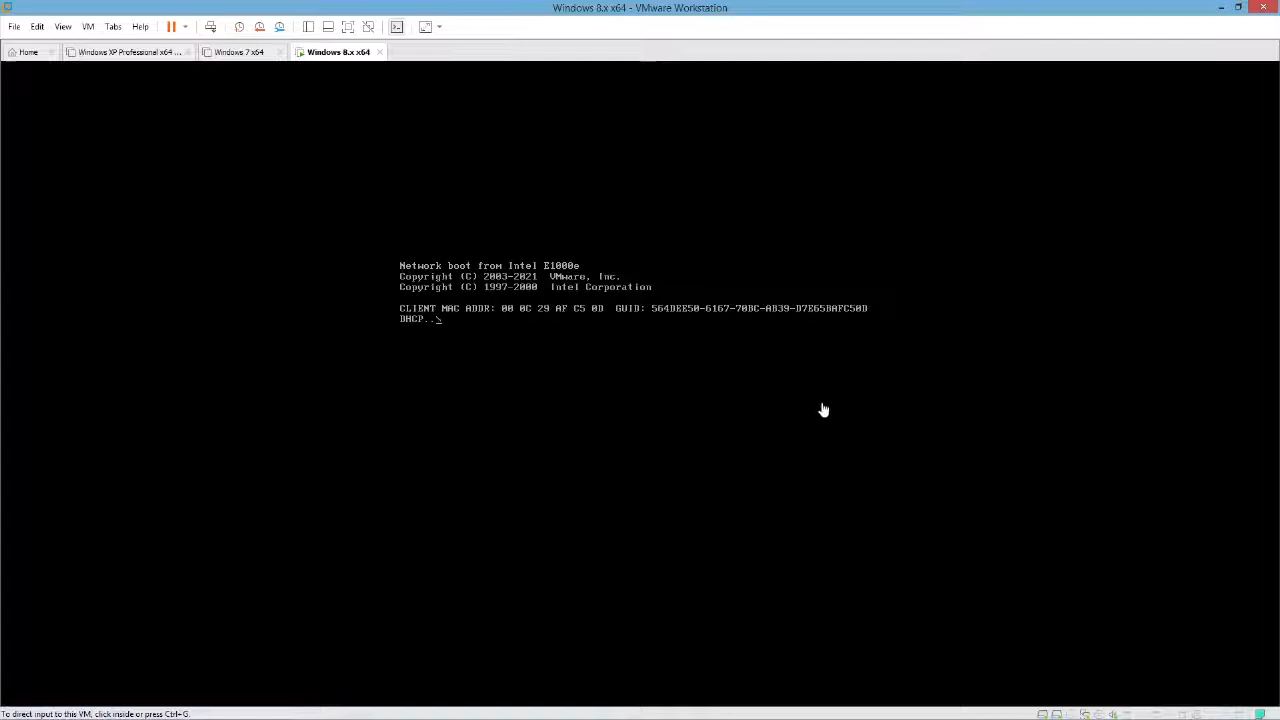 Windows 8.x x64 - VMware Workstation
File Edit View VM Tabs Help
Home Windows XP Professional x64 ... Windows 7 x64 Windows 8.x x64
Network boot from Intel E1000e
Copyright (C) 2003-2021 VMware, Inc.
Copyright (C) 1997-2000 Intel Corporation
CLIENT MAC ADDR: 00 0C 29 AF C5 0D GUID: 564DEE50-6167-70BC-AB39-D7E65BAFC50D
DHCP..\
To direct input to this VM, click inside or press Ctrl+G.